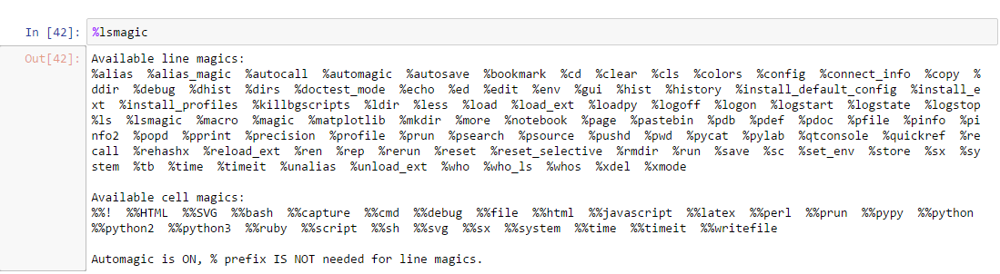 In [42]: %lsmagic
Out[42]: Available line magics:
%alias %alias_magic %autocall %automagic %autosave %bookmark %cd %clear %cls %colors %config %connect_info %copy %
ddir %debug %dhist %dirs %doctest_mode %echo %ed %edit %env %gui %hist %history %install_default_config %install_e
xt %install_profiles %killbgscripts %ldir %less %load %load_ext %loadpy %logoff %logon %logstart %logstate %logstop
%ls %lsmagic %macro %magic %matplotlib %mkdir %more %notebook %page %pastebin %pdb %pdef %pdoc %pfile %pinfo %pi
nfo2 %popd %pprint %precision %profile %prun %psearch %psource %pushd %pwd %pycat %pylab %qtconsole %quickref %re
call %rehashx %reload_ext %ren %rep %rerun %reset %reset_selective %rmdir %run %save %sc %set_env %store %sx %sy
stem %tb %time %timeit %unalias %unload_ext %who %who_ls %whos %xdel %xmode
Available cell magics:
%%! %%HTML %%SVG %%bash %%capture %%cmd %%debug %%file %%html %%javascript %%latex %%perl %%prun %%pypy %%python
%%python2 %%python3 %%ruby %%script %%sh %%svg %%sx %%system %%time %%timeit %%writefile
Automagic is ON, % prefix IS NOT needed for line magics.